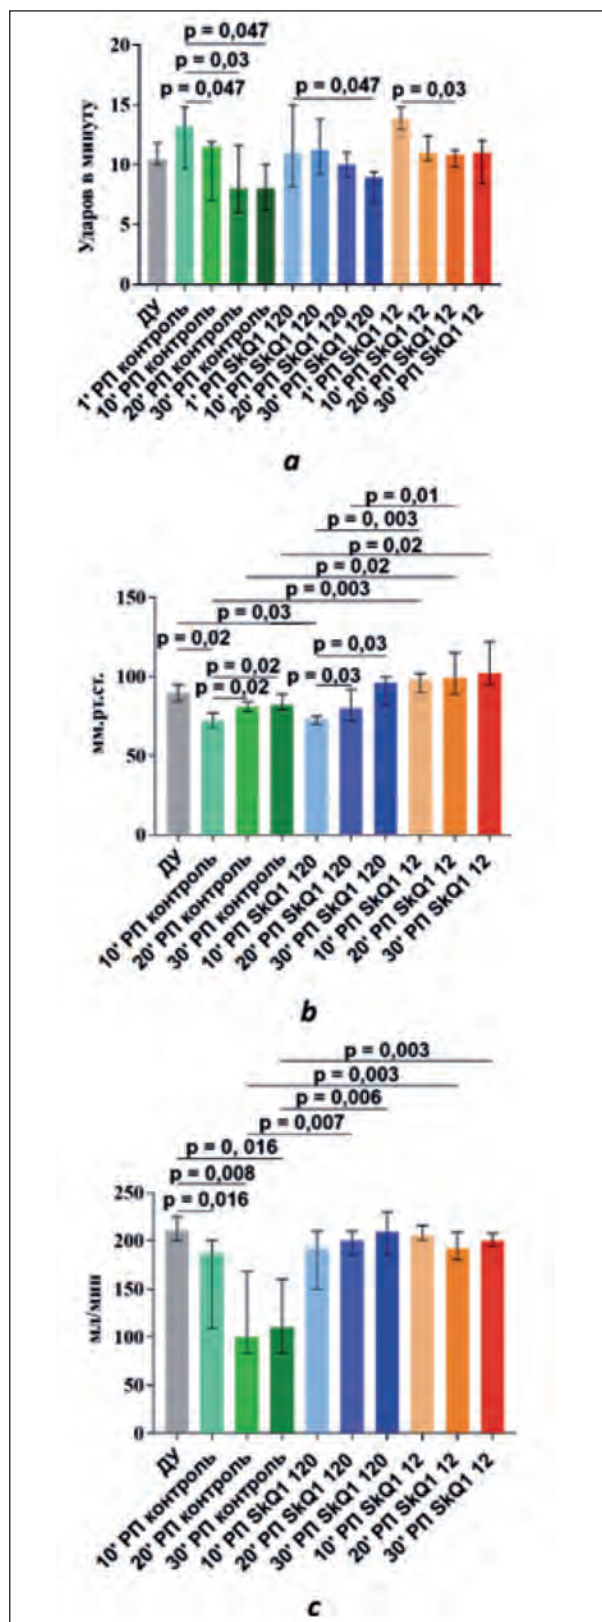 p = 0,047
p = 0,03
p = 0,047
p = 0,047
p = 0,03
Ударов в минуту
20
15
10
5
0
ДУ
1' РП контроль
10' РП контроль
20' РП контроль
30' РП контроль
1' РП SkQ1 120
10' РП SkQ1 120
20' РП SkQ1 120
30' РП SkQ1 120
1' РП SkQ1 12
10' РП SkQ1 12
20' РП SkQ1 12
30' РП SkQ1 12
a
p = 0,01
p = 0, 003
p = 0,02
p = 0,02
p = 0,003
p = 0,03
p = 0,02
p = 0,03
p = 0,02
p = 0,03
p = 0,02
мм.рт.ст.
150
100
50
0
ДУ
10' РП контроль
20' РП контроль
30' РП контроль
10' РП SkQ1 120
20' РП SkQ1 120
30' РП SkQ1 120
10' РП SkQ1 12
20' РП SkQ1 12
30' РП SkQ1 12
b
p = 0,003
p = 0,003
p = 0,006
p = 0,007
p = 0, 016
p = 0,008
p = 0,016
мл/мин
250
200
150
100
50
0
ДУ
10' РП контроль
20' РП контроль
30' РП контроль
10' РП SkQ1 120
20' РП SkQ1 120
30' РП SkQ1 120
10' РП SkQ1 12
20' РП SkQ1 12
30' РП SkQ1 12
c